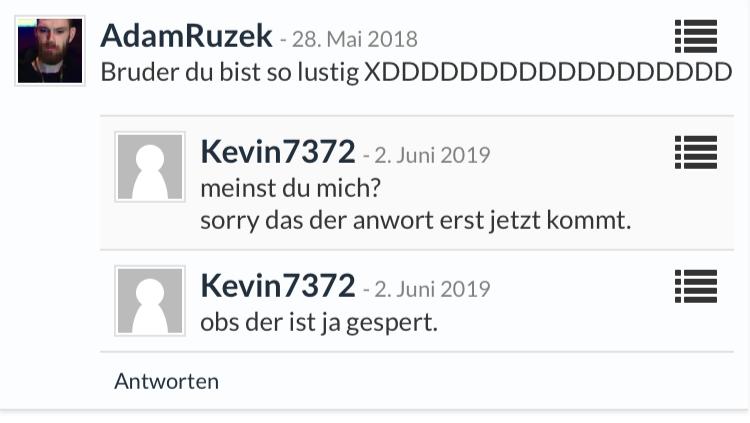 AdamRuzek - 28. Mai 2018
Bruder du bist so lustig XDDDDDDDDDDDDDDDDDD
Kevin7372 - 2. Juni 2019
meinst du mich?
sorry das der anwort erst jetzt kommt.
Kevin7372 - 2. Juni 2019
obs der ist ja gespert.
Antworten